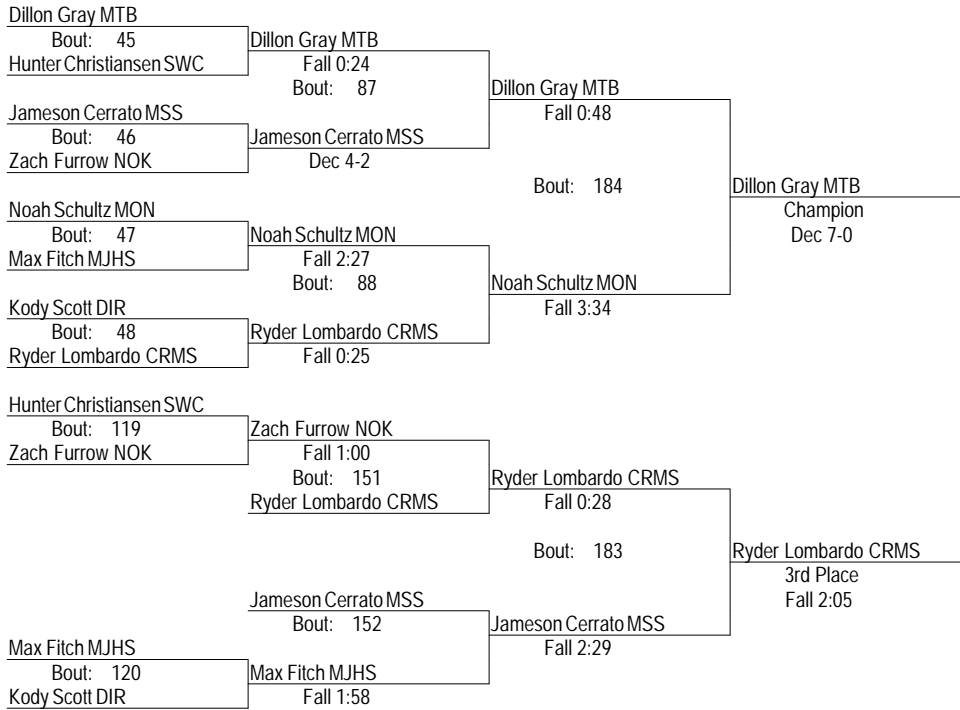 Dillon Gray MTB
Bout: 45
Dillon Gray MTB
Hunter Christiansen SWC
Fall 0:24
Bout: 87
Dillon Gray MTB
Jameson Cerrato MSS
Fall 0:48
Bout: 46
Jameson Cerrato MSS
Zach Furrow NOK
Dec 4-2
Bout: 184
Dillon Gray MTB
Noah Schultz MON
Champion
Bout: 47
Noah Schultz MON
Dec 7-0
Max Fitch MJHS
Fall 2:27
Bout: 88
Noah Schultz MON
Kody Scott DIR
Fall 3:34
Bout: 48
Ryder Lombardo CRMS
Ryder Lombardo CRMS
Fall 0:25
Hunter Christiansen SWC
Bout: 119
Zach Furrow NOK
Zach Furrow NOK
Fall 1:00
Bout: 151
Ryder Lombardo CRMS
Ryder Lombardo CRMS
Fall 0:28
Bout: 183
Ryder Lombardo CRMS
3rd Place
Jameson Cerrato MSS
Fall 2:05
Bout: 152
Jameson Cerrato MSS
Max Fitch MJHS
Fall 2:29
Bout: 120
Max Fitch MJHS
Kody Scott DIR
Fall 1:58